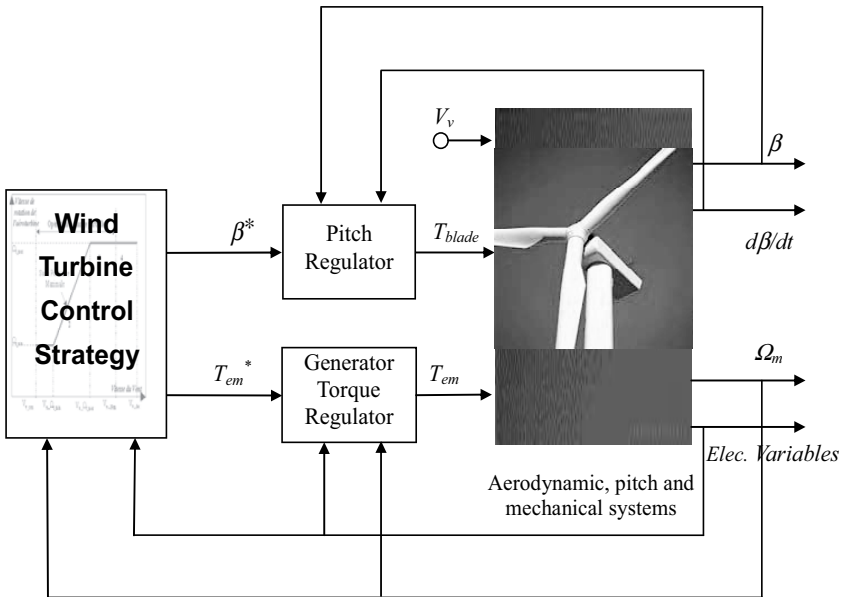 V_v
β
Wind
Turbine
Control
Strategy
β*
Pitch
Regulator
T_blade
dβ/dt
T_em*
Generator
Torque
Regulator
T_em
Ω_m
Elec. Variables
Aerodynamic, pitch and
mechanical systems